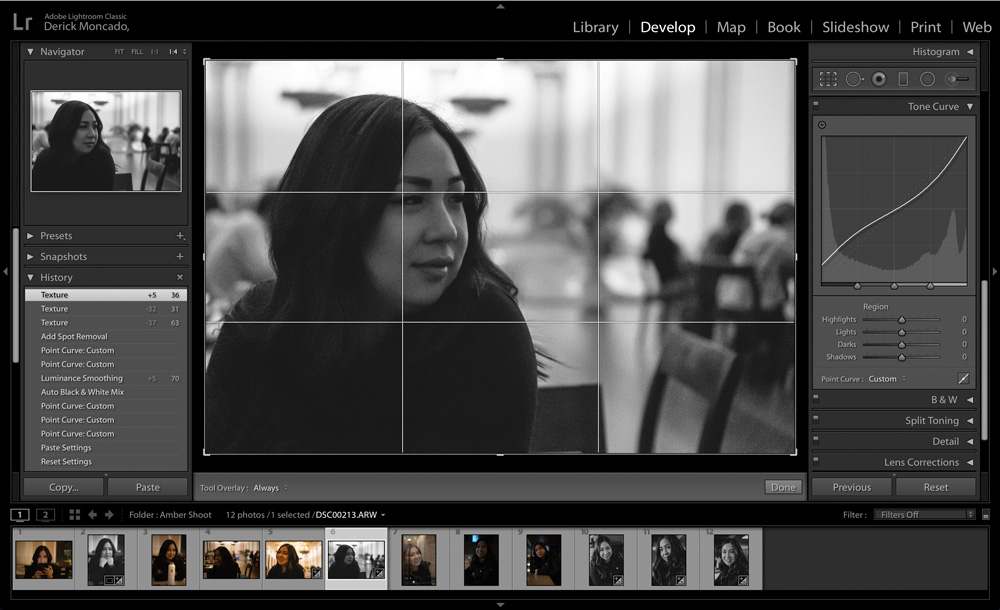 Lr
Adobe Lightroom Classic
Derick Moncado,
Library | Develop | Map | Book | Slideshow | Print | Web
Navigator FIT FILL 1:1 1:4
Presets +
Snapshots +
History ×
Texture +5 36
Texture -32 31
Texture -37 63
Add Spot Removal
Point Curve: Custom
Point Curve: Custom
Luminance Smoothing +5 70
Auto Black & White Mix
Point Curve: Custom
Point Curve: Custom
Point Curve: Custom
Paste Settings
Reset Settings
Copy... Paste
Tool Overlay : Always
Done
Histogram
Tone Curve
Region
Highlights 0
Lights 0
Darks 0
Shadows 0
Point Curve : Custom
B & W
Split Toning
Detail
Lens Corrections
Previous Reset
1 2 Folder : Amber Shoot 12 photos /1 selected /DSC00213.ARW
Filter : Filters Off
1 2 3 4 5 6 7 8 9 10 11 12